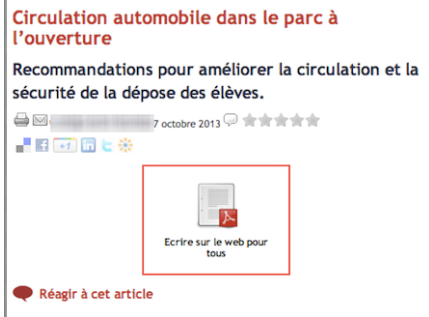 Circulation automobile dans le parc à
l'ouverture
Recommandations pour améliorer la circulation et la
sécurité de la dépose des élèves.
7 octobre 2013
+1
Ecrire sur le web pour
tous
Réagir à cet article